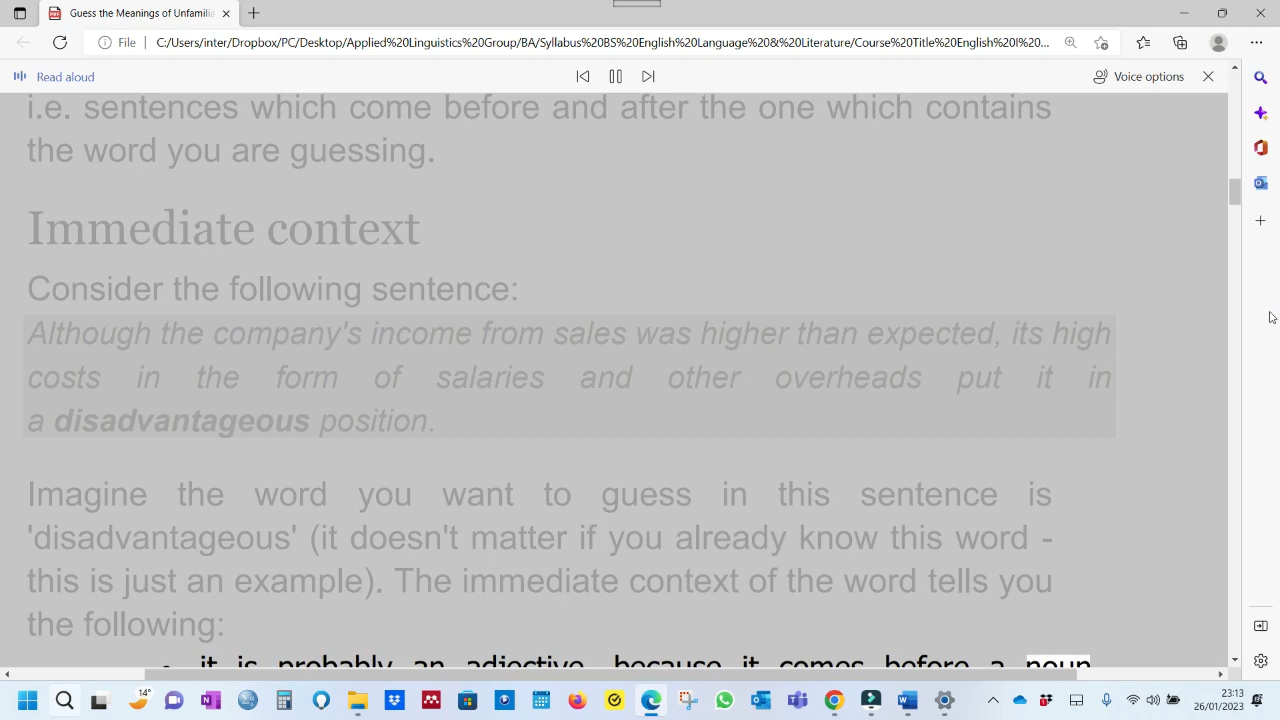 Guess the Meanings of Unfamilia
File
C:/Users/inter/Dropbox/PC/Desktop/Applied%20Linguistics%20Group/BA/Syllabus%20BS%20English%20Language%20&%20Literature/Course%20Title%20English%20I%20...
Read aloud
Voice options
i.e. sentences which come before and after the one which contains
the word you are guessing.
Immediate context
Consider the following sentence:
Although the company's income from sales was higher than expected, its high
costs in the form of salaries and other overheads put it in
a disadvantageous position.
Imagine the word you want to guess in this sentence is
'disadvantageous' (it doesn't matter if you already know this word -
this is just an example). The immediate context of the word tells you
the following:
• it is probably an adjective, because it comes before a noun
14°
23:13
26/01/2023